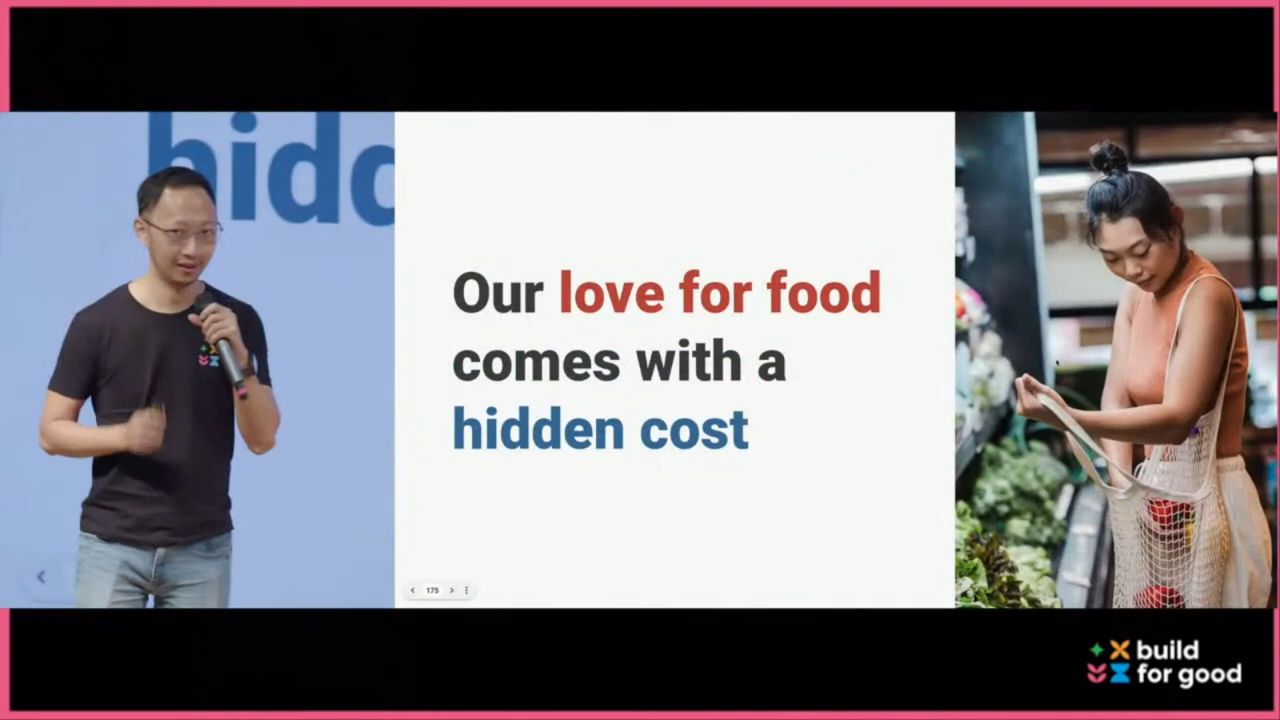 hidd
Our love for food
comes with a
hidden cost
175
build
for good